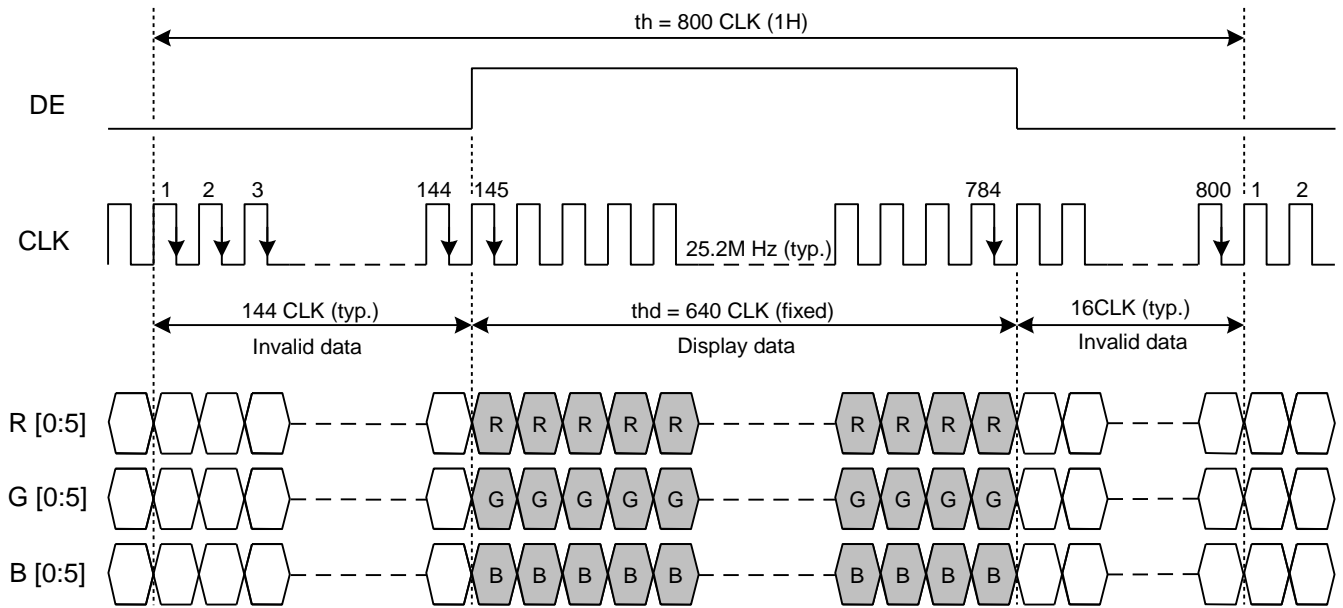 th = 800 CLK (1H)
DE
1 2 3 144 145 784 800 1 2
CLK
25.2M Hz (typ.)
144 CLK (typ.) thd = 640 CLK (fixed) 16CLK (typ.)
Invalid data Display data Invalid data
R [0:5] R R R R R R R R R
G [0:5] G G G G G G G G G
B [0:5] B B B B B B B B B